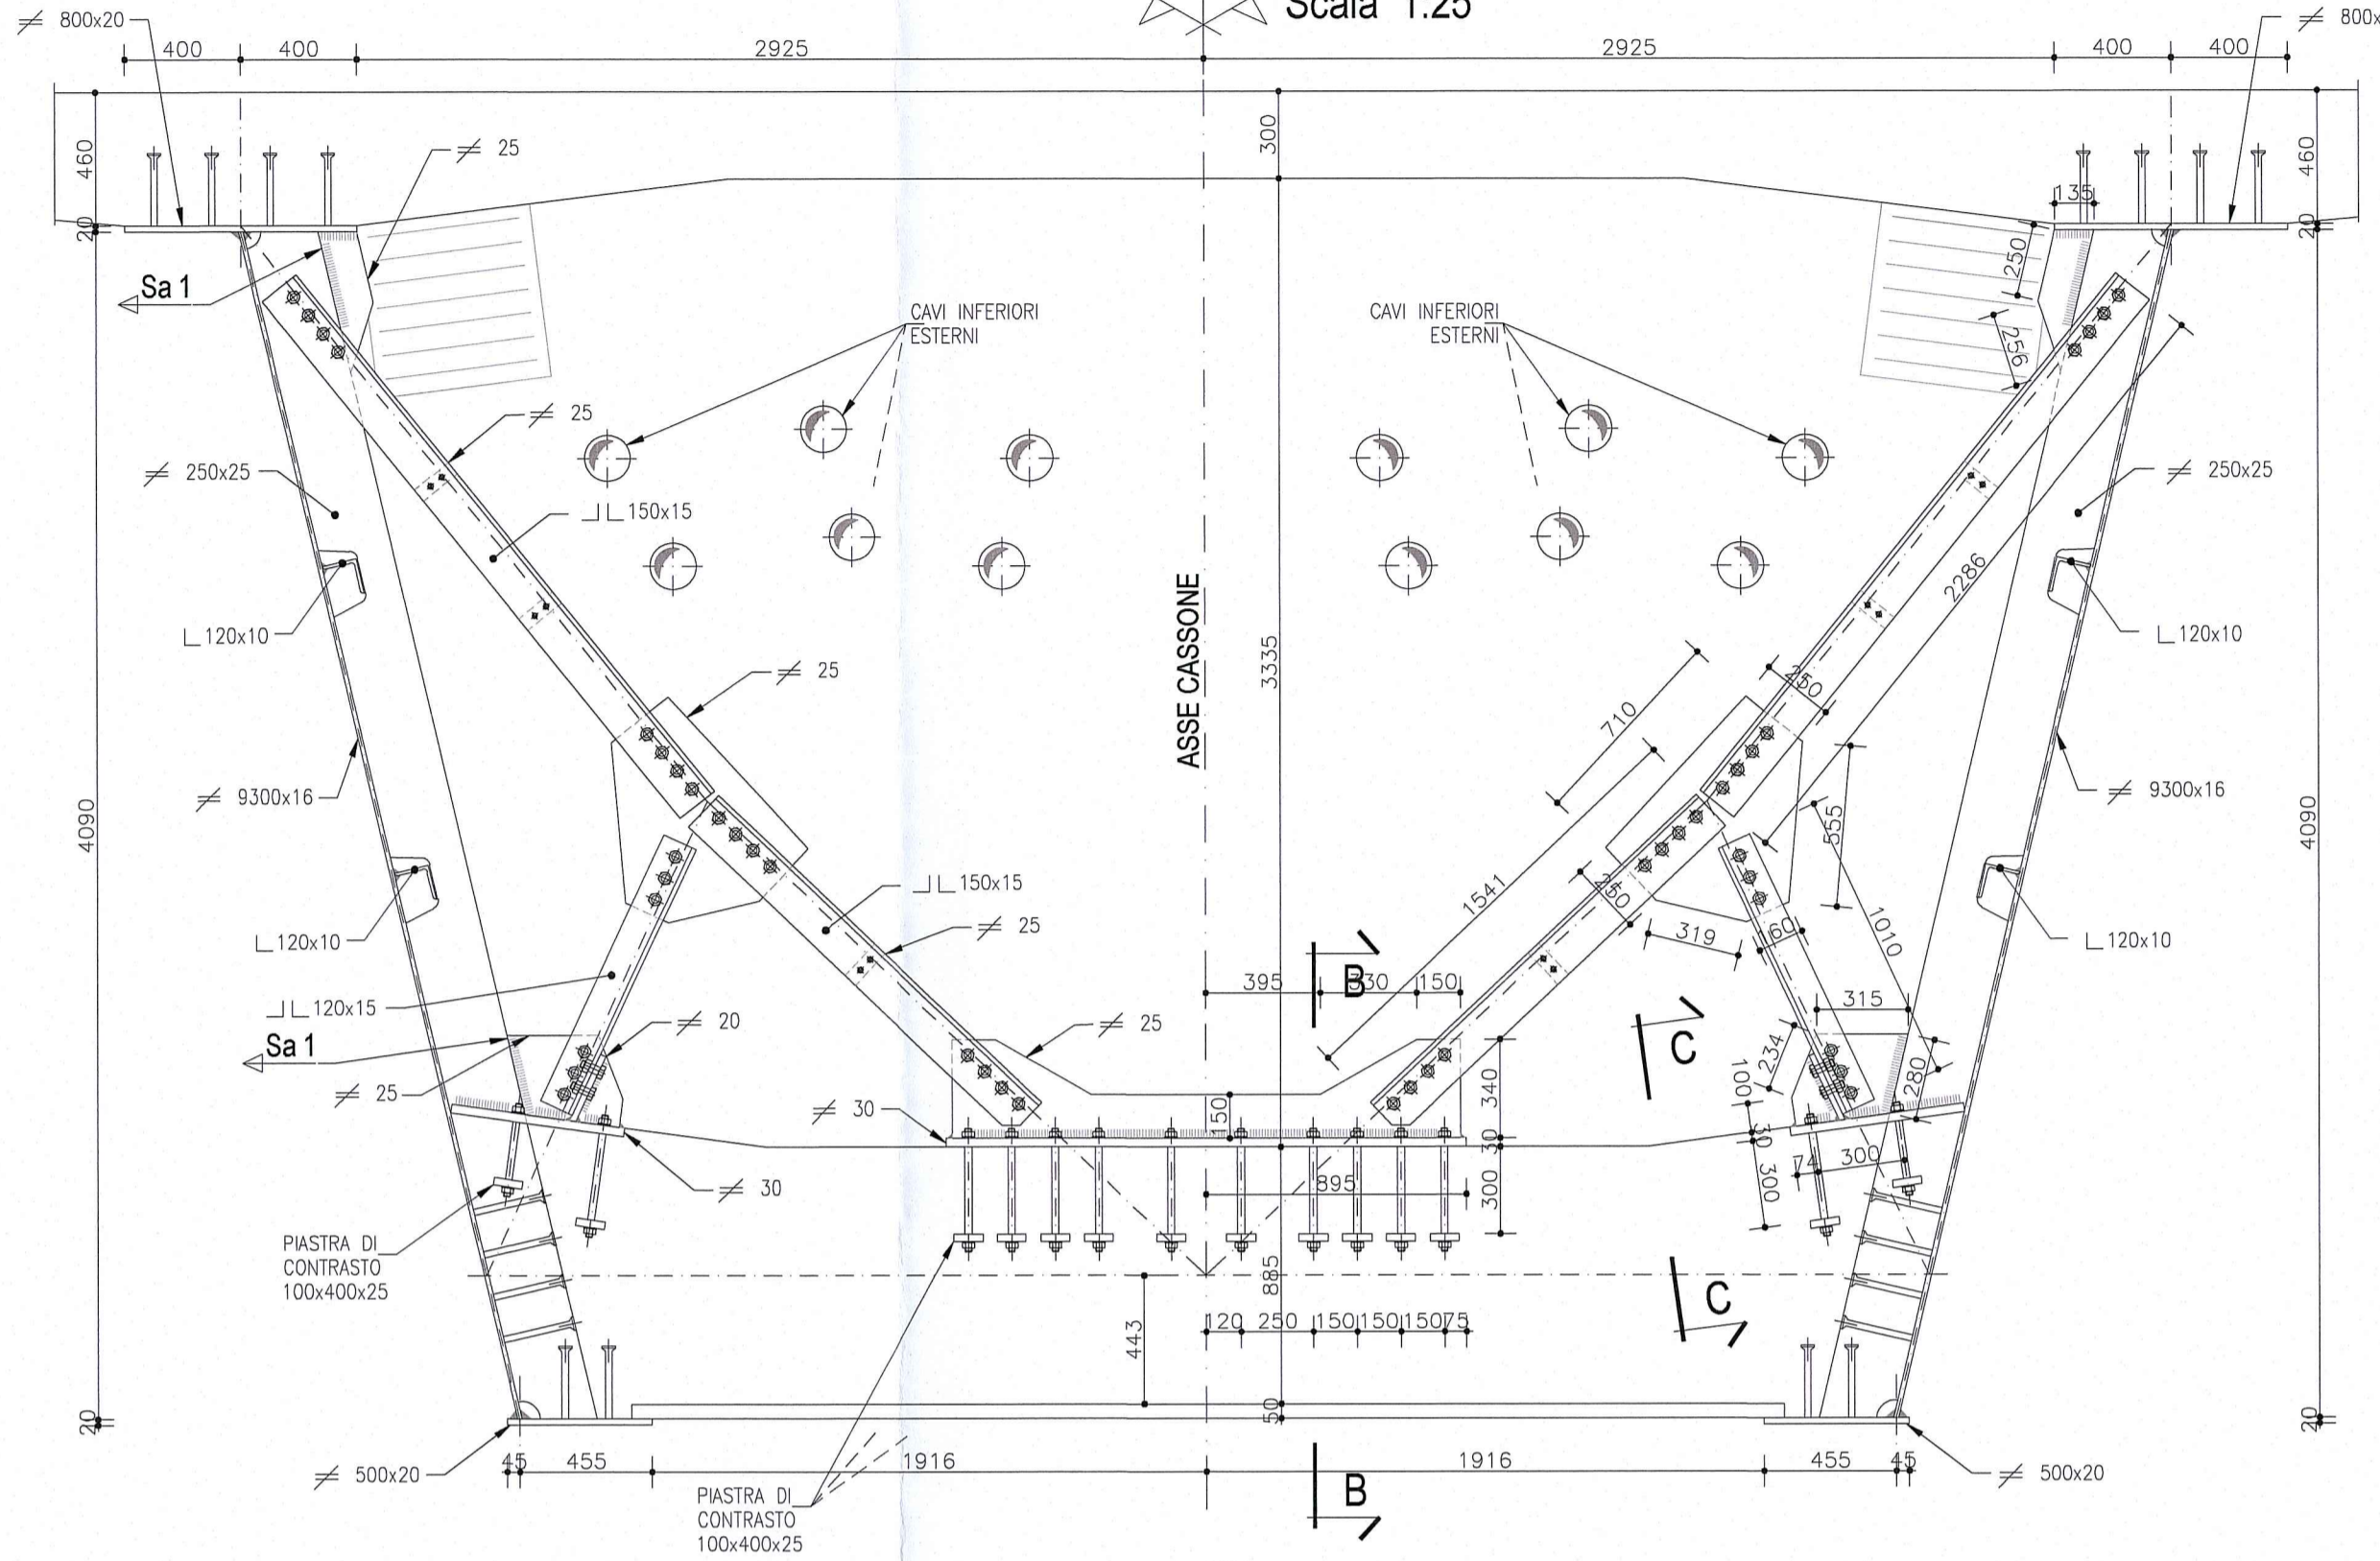 Scala 1:25
≠ 800x20
≠ 800x
400
400
2925
2925
400
400
460
300
460
≠ 25
135
20
20
250
Sa 1
256
CAVI INFERIORI
ESTERNI
CAVI INFERIORI
ESTERNI
≠ 25
≠ 250x25
≠ 250x25
⅃L 150x15
2286
L 120x10
L 120x10
ASSE CASSONE
3335
≠ 25
250
710
≠ 9300x16
≠ 9300x16
4090
4090
555
⅃L 150x15
1541
250
1010
≠ 25
319
60
L 120x10
L 120x10
B
395
330
150
⅃L 120x15
315
≠ 20
≠ 25
C
Sa 1
234
≠ 25
100
280
340
≠ 30
150
30
30
74
300
≠ 30
895
300
300
PIASTRA DI
CONTRASTO
100x400x25
885
C
120
250
150
150
150
75
443
50
20
20
45
455
1916
1916
455
45
≠ 500x20
≠ 500x20
PIASTRA DI
CONTRASTO
100x400x25
B